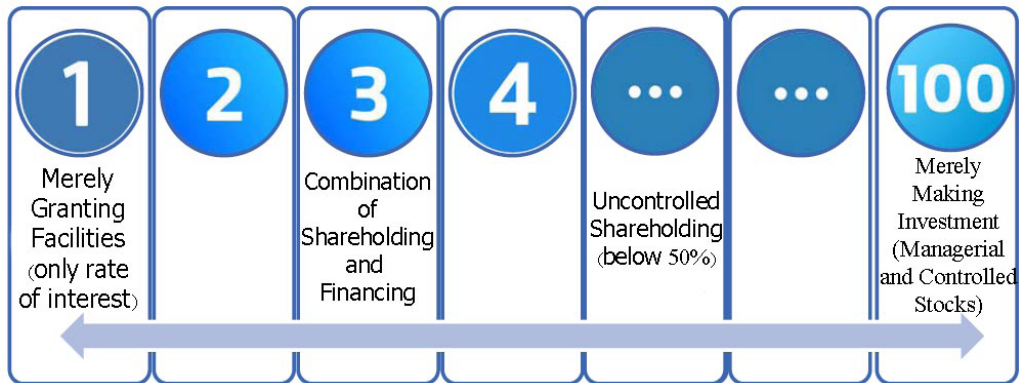 1
Merely
Granting
Facilities
(only rate
of interest)
2
3
Combination
of
Shareholding
and
Financing
4
...
Uncontrolled
Shareholding
(below 50%)
...
100
Merely
Making
Investment
(Managerial
and Controlled
Stocks)